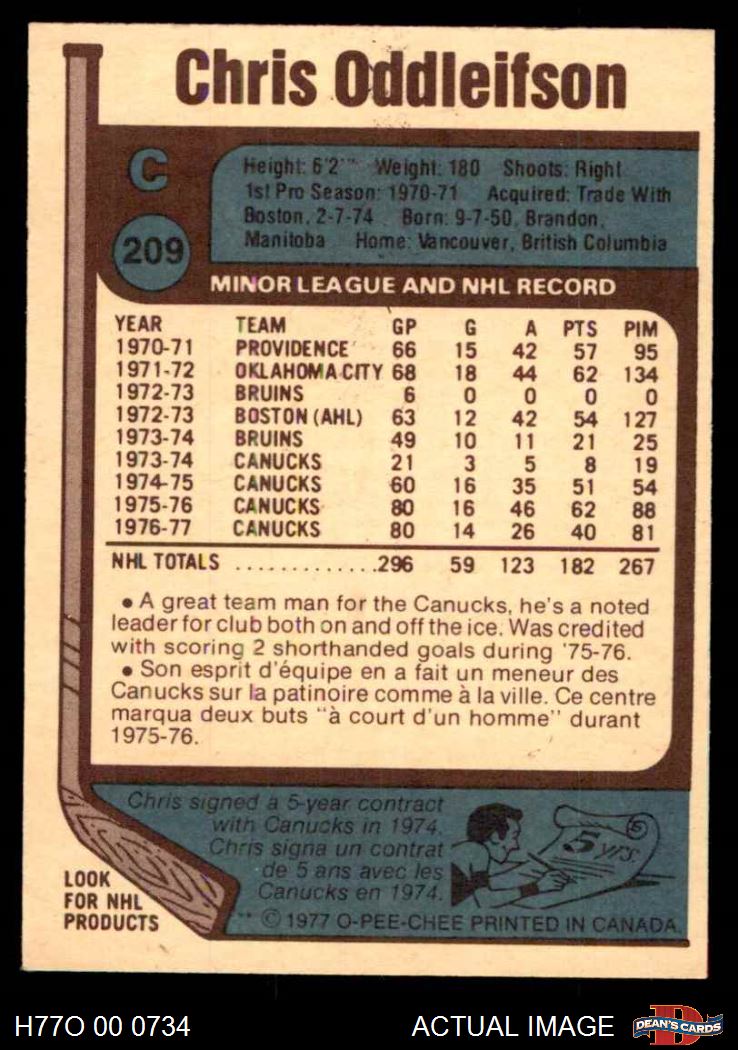 Chris Oddleifson
C
Height: 6'2" Weight: 180 Shoots: Right
1st Pro Season: 1970-71 Acquired: Trade With
Boston, 2-7-74 Born: 9-7-50, Brandon,
Manitoba Home: Vancouver, British Columbia
209
MINOR LEAGUE AND NHL RECORD
YEAR TEAM GP G A PTS PIM
1970-71 PROVIDENCE 66 15 42 57 95
1971-72 OKLAHOMA CITY 68 18 44 62 134
1972-73 BRUINS 6 0 0 0 0
1972-73 BOSTON (AHL) 63 12 42 54 127
1973-74 BRUINS 49 10 11 21 25
1973-74 CANUCKS 21 3 5 8 19
1974-75 CANUCKS 60 16 35 51 54
1975-76 CANUCKS 80 16 46 62 88
1976-77 CANUCKS 80 14 26 40 81
NHL TOTALS .............296 59 123 182 267
• A great team man for the Canucks, he's a noted
leader for club both on and off the ice. Was credited
with scoring 2 shorthanded goals during '75-76.
• Son esprit d'équipe en a fait un meneur des
Canucks sur la patinoire comme à la ville. Ce centre
marqua deux buts "à court d'un homme" durant
1975-76.
Chris signed a 5-year contract
with Canucks in 1974.
Chris signa un contrat
de 5 ans avec les
Canucks en 1974.
5 yrs.
5
LOOK
FOR NHL
PRODUCTS
** © 1977 O-PEE-CHEE PRINTED IN CANADA.
H77O 00 0734
ACTUAL IMAGE
D
DEAN'S CARDS